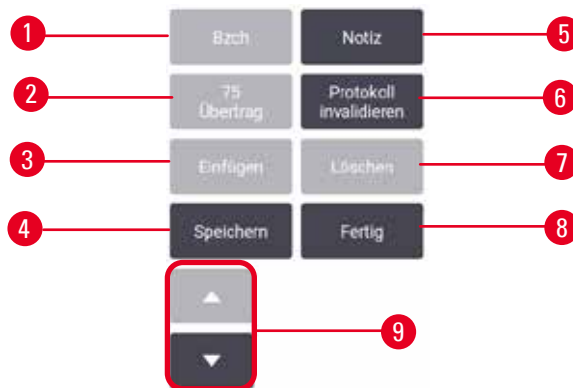 1 Bzch Notiz 5
2 75 Übertrag Protokoll invalidieren 6
3 Einfügen Löschen 7
4 Speichern Fertig 8
9